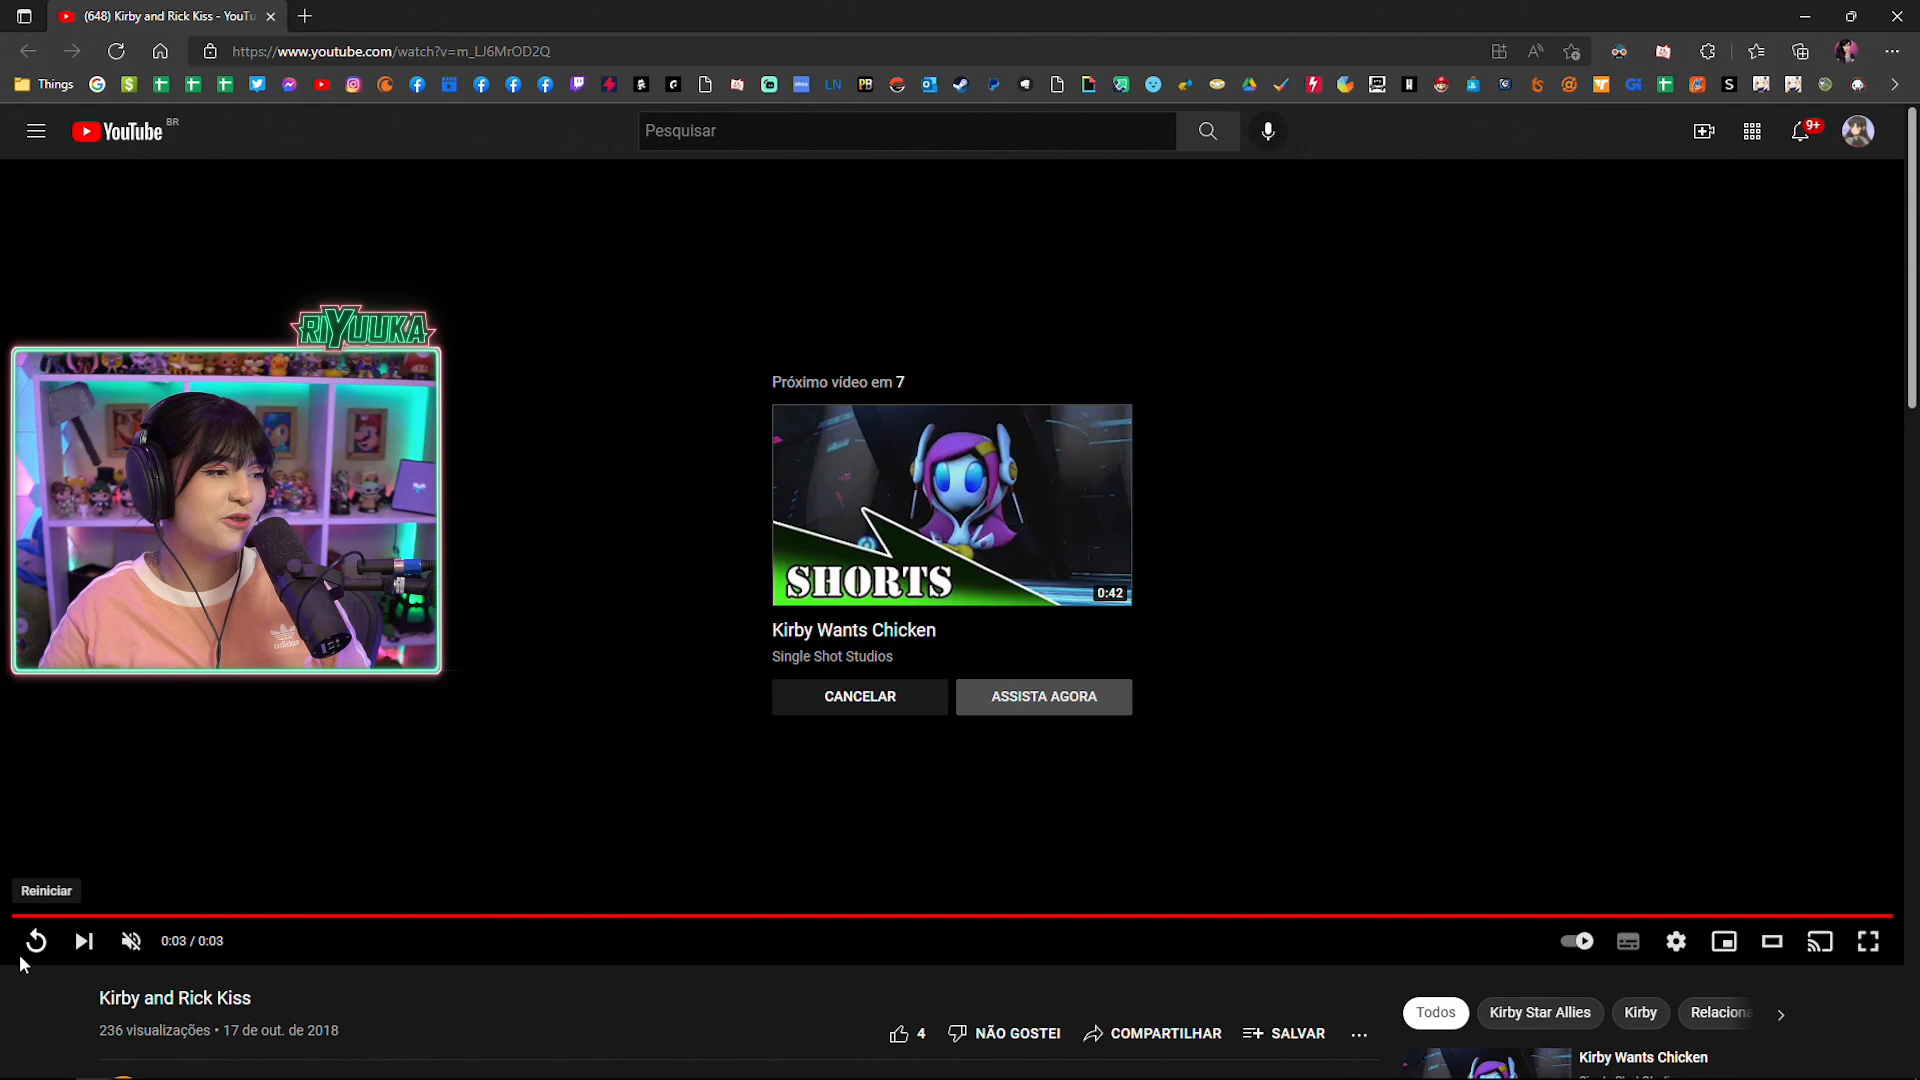 (648) Kirby and Rick Kiss - YouTu
https://www.youtube.com/watch?v=m_LJ6MrOD2Q
Things
LN
PB
YouTube BR
Pesquisar
9+
RIYUUKA
adidas
Próximo vídeo em 7
SHORTS
0:42
Kirby Wants Chicken
Single Shot Studios
CANCELAR
ASSISTA AGORA
Reiniciar
0:03 / 0:03
Kirby and Rick Kiss
236 visualizações • 17 de out. de 2018
4
NÃO GOSTEI
COMPARTILHAR
SALVAR
Todos
Kirby Star Allies
Kirby
Relaciona
Kirby Wants Chicken